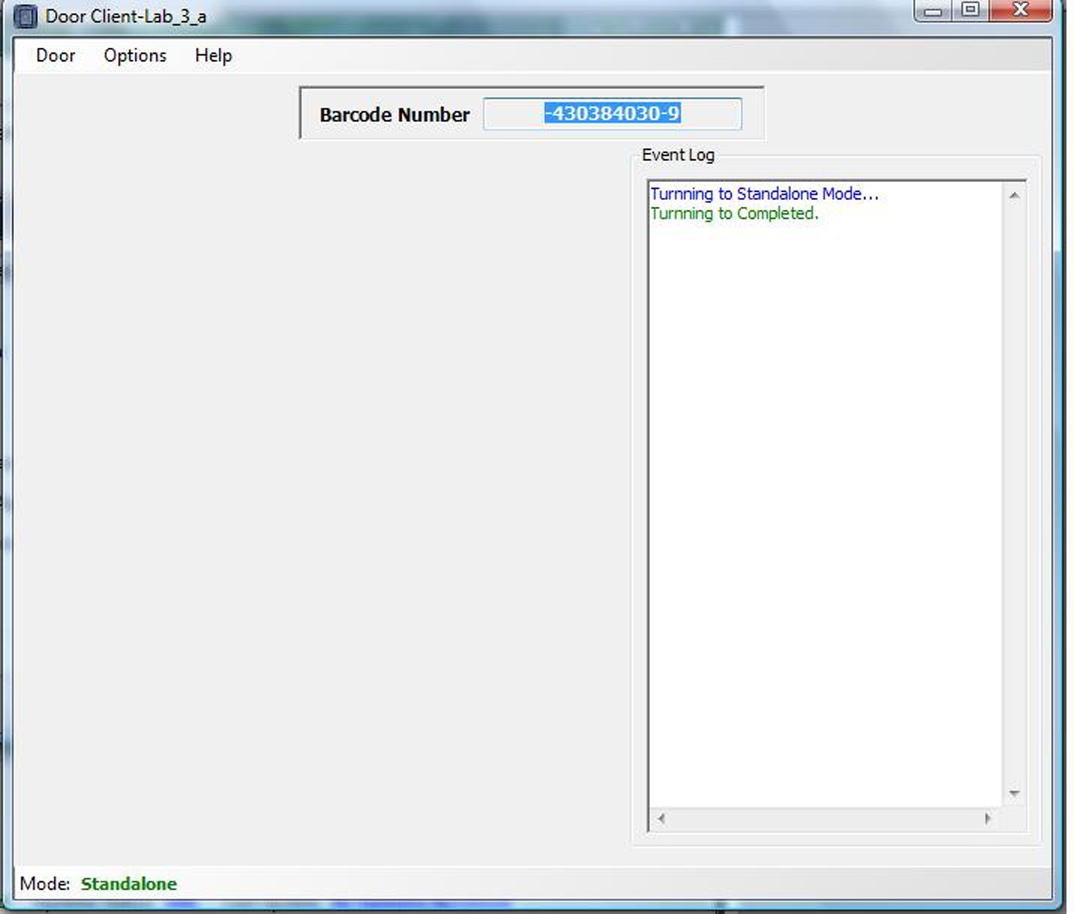 Door Client-Lab_3_a
Door Options Help
Barcode Number -430384030-9
Event Log
Turnning to Standalone Mode...
Turnning to Completed.
Mode: Standalone